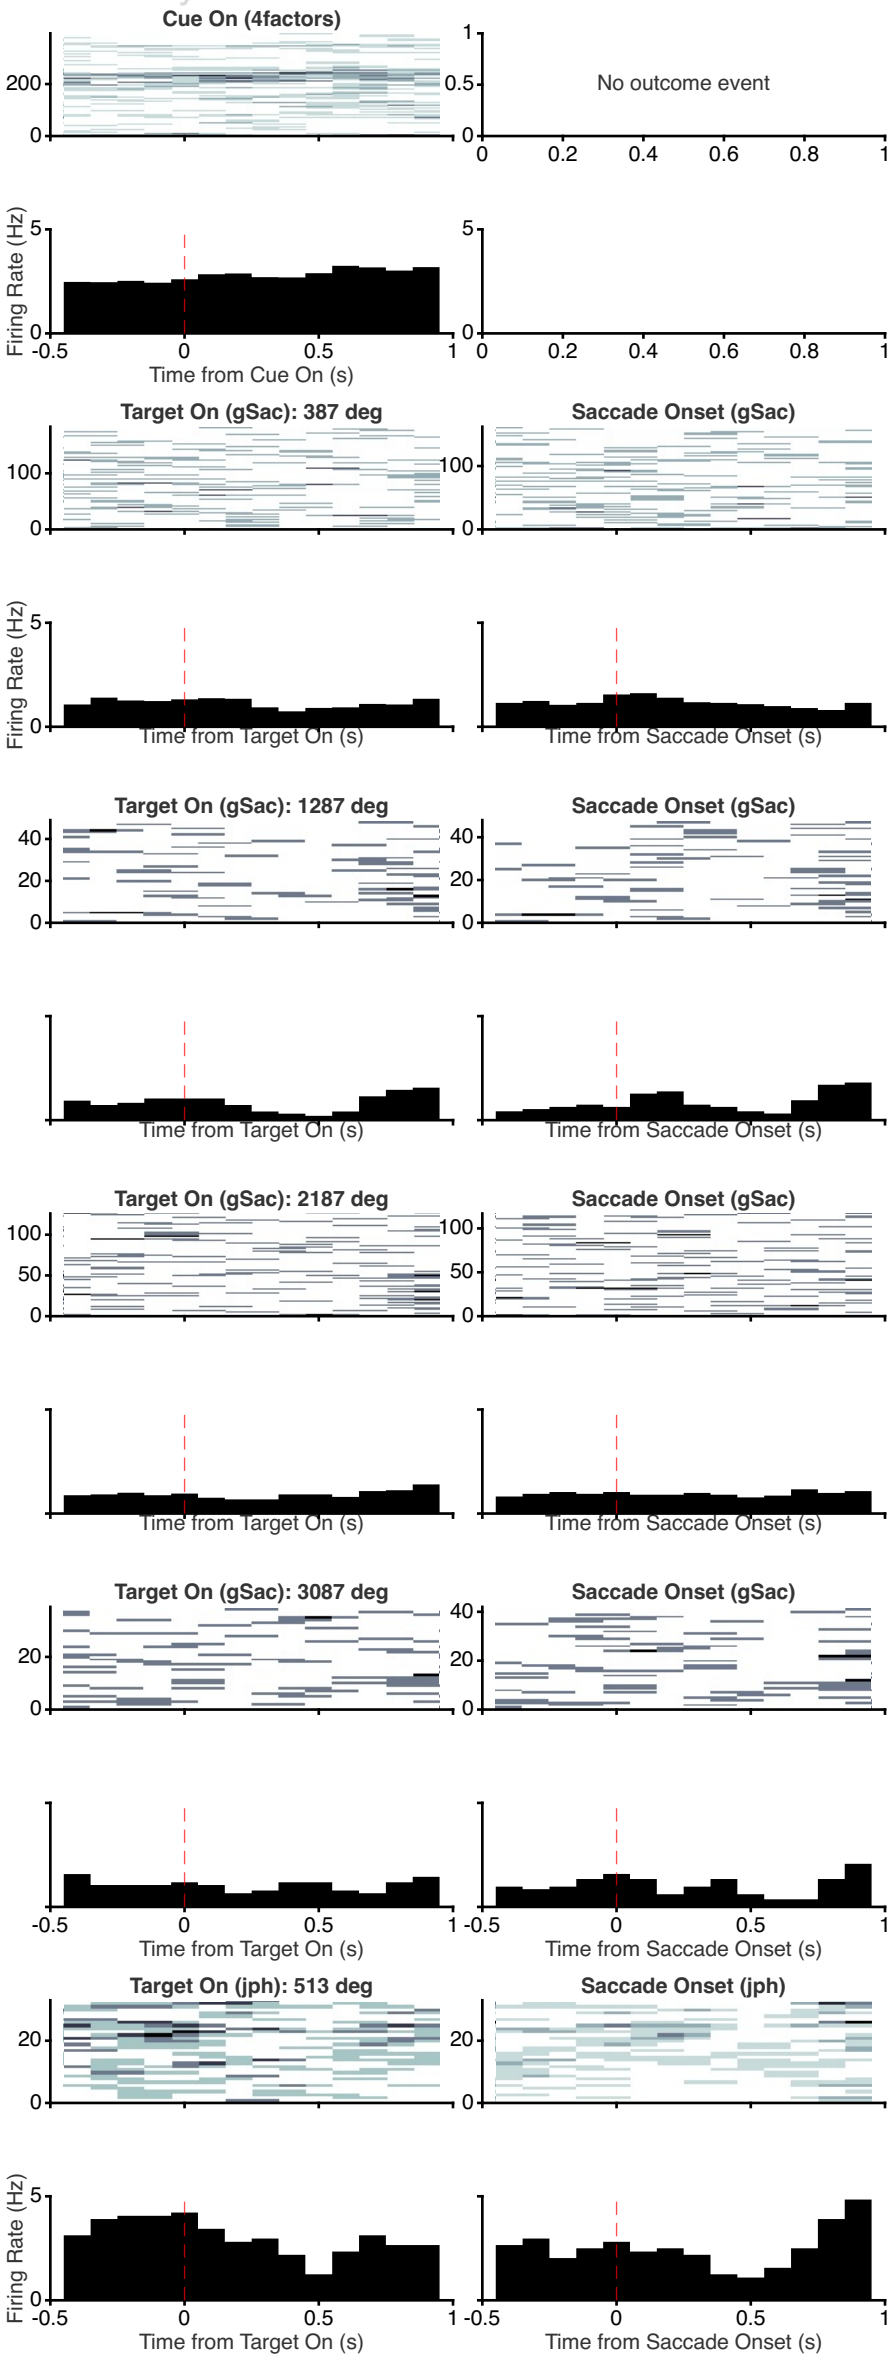 Cue On (4factors)
200
0
1
0.5
0
No outcome event
0 0.2 0.4 0.6 0.8 1
Firing Rate (Hz)
5
0
-0.5 0 0.5 1
Time from Cue On (s)
5
0
0 0.2 0.4 0.6 0.8 1
Target On (gSac): 387 deg
100
0
Saccade Onset (gSac)
100
0
Firing Rate (Hz)
5
0
Time from Target On (s)
Time from Saccade Onset (s)
Target On (gSac): 1287 deg
40
20
0
Saccade Onset (gSac)
40
20
0
Time from Target On (s)
Time from Saccade Onset (s)
Target On (gSac): 2187 deg
100
50
0
Saccade Onset (gSac)
100
50
0
Time from Target On (s)
Time from Saccade Onset (s)
Target On (gSac): 3087 deg
20
0
Saccade Onset (gSac)
40
20
0
-0.5 0 0.5 1
Time from Target On (s)
-0.5 0 0.5 1
Time from Saccade Onset (s)
Target On (jph): 513 deg
20
0
Saccade Onset (jph)
20
0
Firing Rate (Hz)
5
0
-0.5 0 0.5 1
Time from Target On (s)
5
0
-0.5 0 0.5 1
Time from Saccade Onset (s)